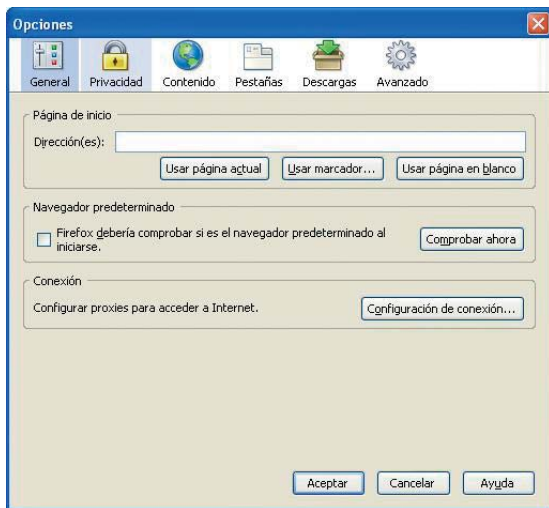 Opciones
General Privacidad Contenido Pestañas Descargas Avanzado
Página de inicio
Dirección(es):
Usar página actual Usar marcador... Usar página en blanco
Navegador predeterminado
Firefox debería comprobar si es el navegador predeterminado al
iniciarse.
Comprobar ahora
Conexión
Configurar proxies para acceder a Internet. Configuración de conexión...
Aceptar Cancelar Ayuda